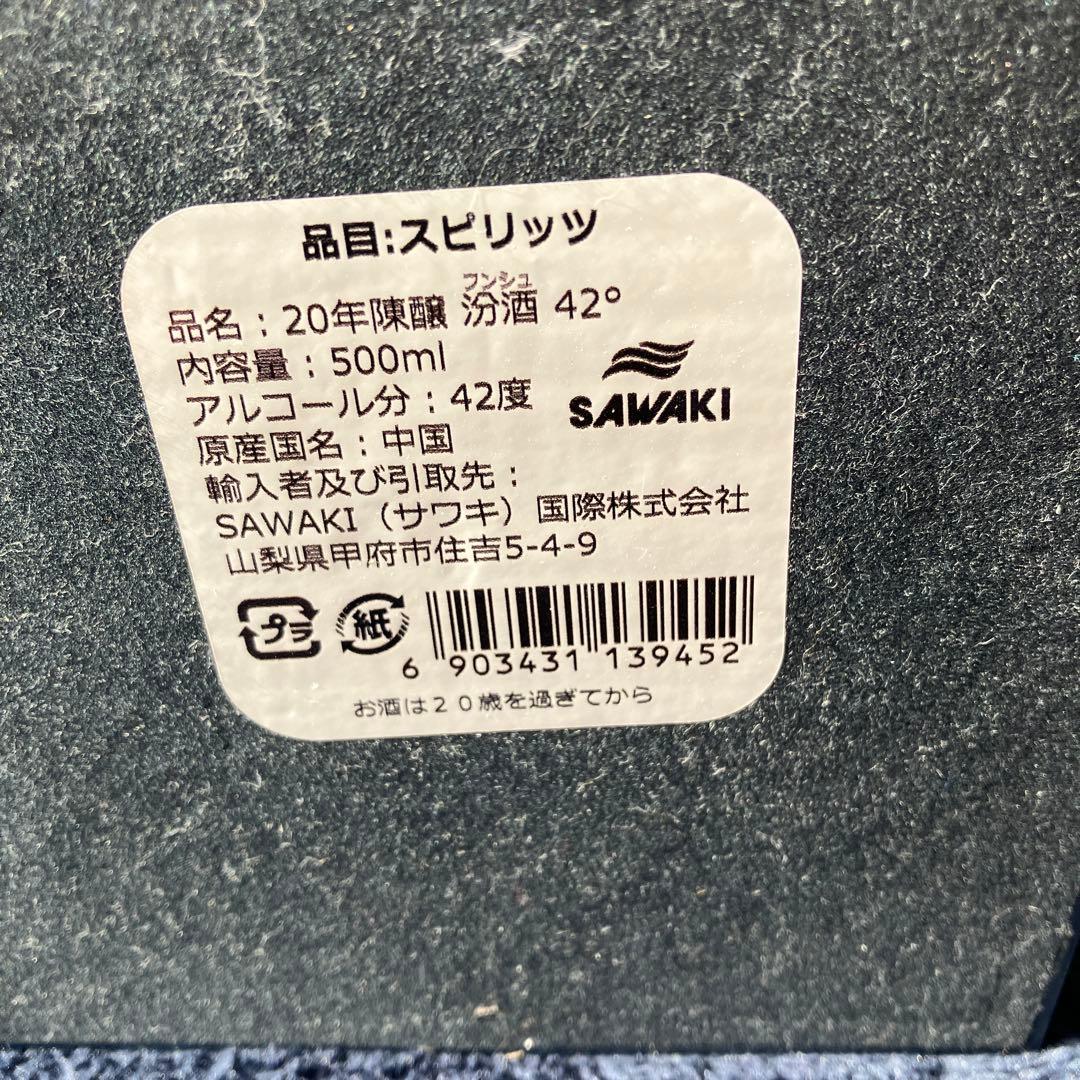 品目:スピリッツ
フンシュ
品名：20年陳醸 汾酒 42°
内容量：500ml
アルコール分：42度
SAWAKI
原産国名：中国
輸入者及び引取先：
SAWAKI（サワキ）国際株式会社
山梨県甲府市住吉5-4-9
プラ
紙
6 903431 139452
お酒は２０歳を過ぎてから